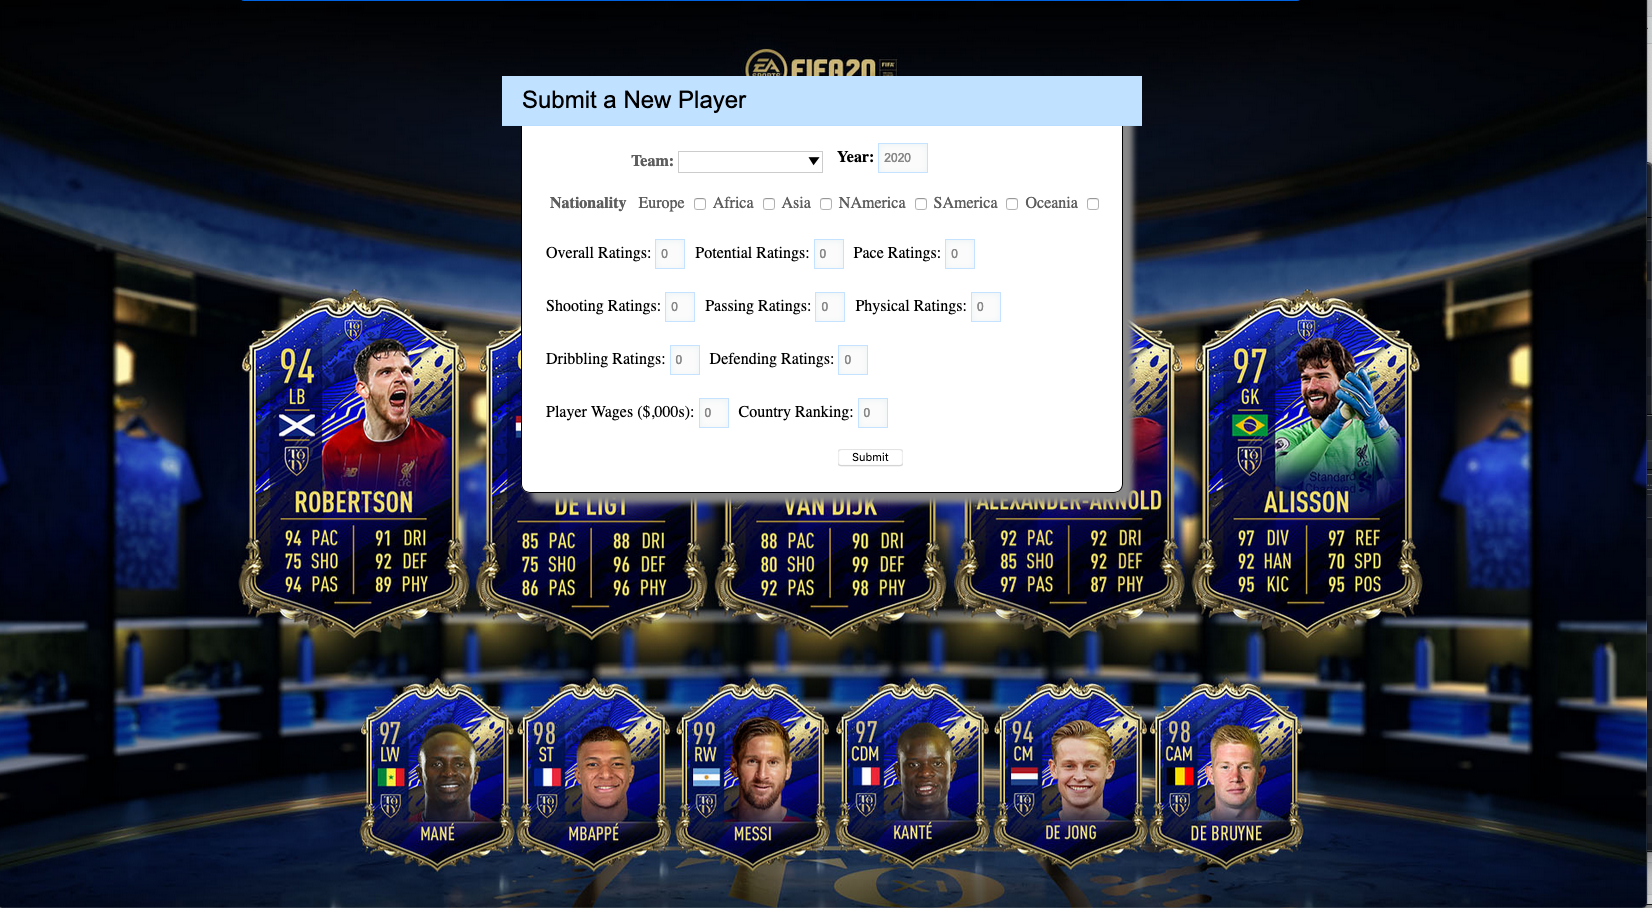 EA SPORTS FIFA20
Submit a New Player
Team: Year: 2020
Nationality Europe Africa Asia NAmerica SAmerica Oceania
Overall Ratings: 0 Potential Ratings: 0 Pace Ratings: 0
Shooting Ratings: 0 Passing Ratings: 0 Physical Ratings: 0
Dribbling Ratings: 0 Defending Ratings: 0
Player Wages ($,000s): 0 Country Ranking: 0
Submit
94
LB
ROBERTSON
94 PAC 91 DRI
75 SHO 92 DEF
94 PAS 89 PHY
DE LIGT
85 PAC 88 DRI
75 SHO 96 DEF
86 PAS 96 PHY
VAN DIJK
88 PAC 90 DRI
80 SHO 99 DEF
92 PAS 98 PHY
ALEXANDER-ARNOLD
92 PAC 92 DRI
85 SHO 92 DEF
97 PAS 87 PHY
97
GK
Standard
Chartered
ALISSON
97 DIV 97 REF
92 HAN 70 SPD
95 KIC 95 POS
97
LW
MANÉ
98
ST
MBAPPÉ
99
RW
MESSI
97
CDM
KANTÉ
94
CM
DE JONG
98
CAM
DE BRUYNE